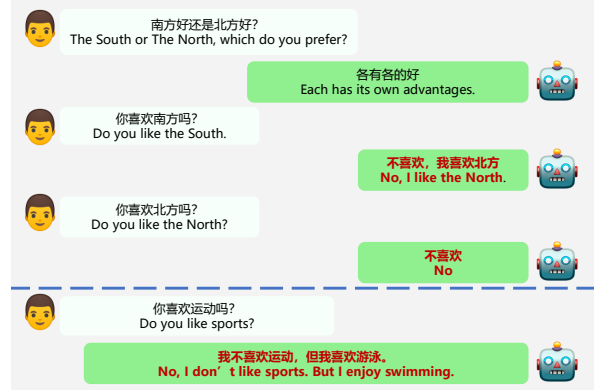 南方好还是北方好？
The South or The North, which do you prefer?
各有各的好
Each has its own advantages.
你喜欢南方吗？
Do you like the South.
不喜欢，我喜欢北方
No, I like the North.
你喜欢北方吗？
Do you like the North?
不喜欢
No
你喜欢运动吗？
Do you like sports?
我不喜欢运动，但我喜欢游泳。
No, I don’t like sports. But I enjoy swimming.